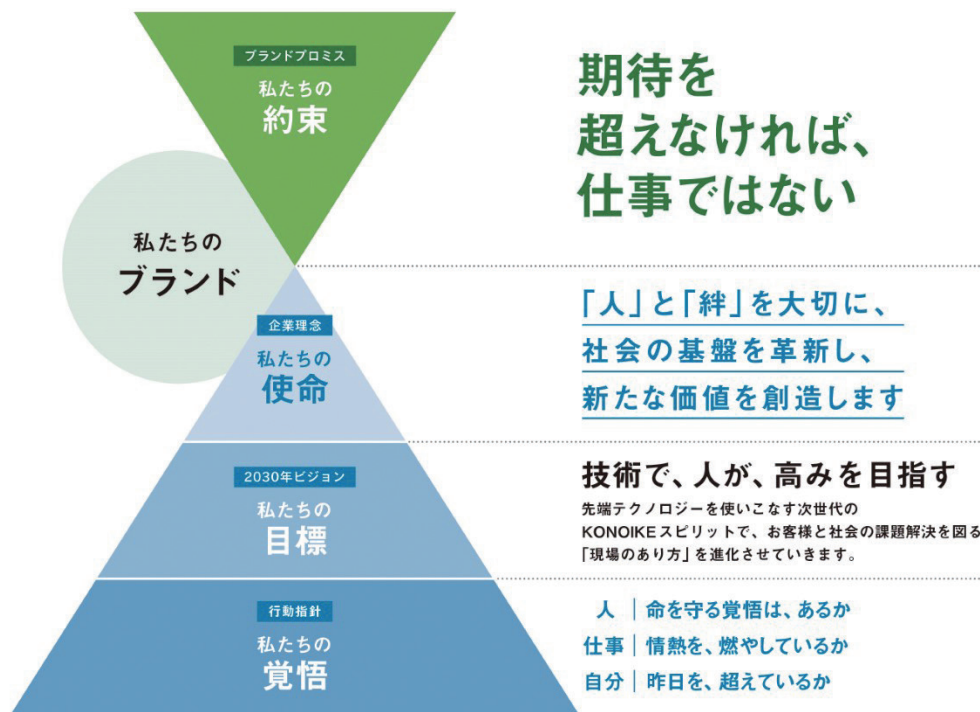 ブランドプロミス
私たちの
約束
期待を
超えなければ、
仕事ではない
私たちの
ブランド
企業理念
私たちの
使命
「人」と「絆」を大切に、
社会の基盤を革新し、
新たな価値を創造します
2030年ビジョン
私たちの
目標
技術で、人が、高みを目指す
先端テクノロジーを使いこなす次世代の
KONOIKEスピリットで、お客様と社会の課題解決を図る
「現場のあり方」を進化させていきます。
行動指針
私たちの
覚悟
人｜命を守る覚悟は、あるか
仕事｜情熱を、燃やしているか
自分｜昨日を、超えているか